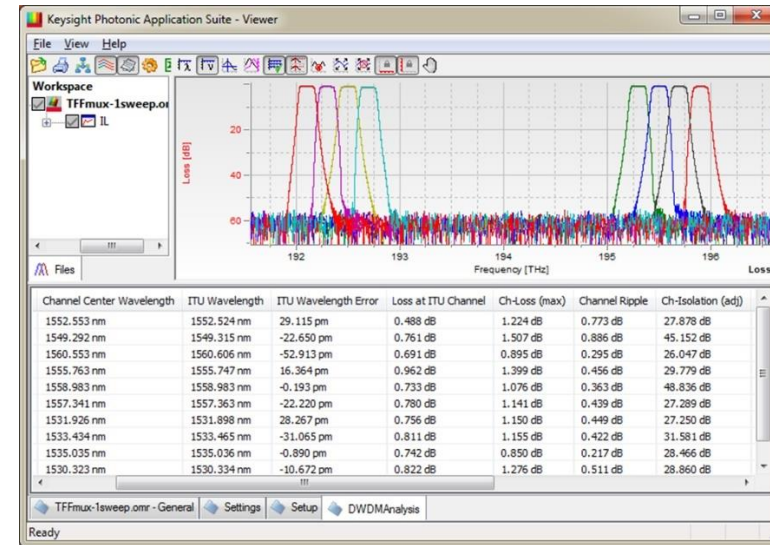 Keysight Photonic Application Suite - Viewer
File View Help
Workspace
TFFmux-1sweep.or
IL
Files
Loss [dB]
20
40
60
192 193 194 195 196
Frequency [THz]
Loss
Channel Center Wavelength ITU Wavelength ITU Wavelength Error Loss at ITU Channel Ch-Loss (max) Channel Ripple Ch-Isolation (adj)
1552.553 nm 1552.524 nm 29.115 pm 0.488 dB 1.224 dB 0.773 dB 27.878 dB
1549.292 nm 1549.315 nm -22.650 pm 0.761 dB 1.507 dB 0.886 dB 45.152 dB
1560.553 nm 1560.606 nm -52.913 pm 0.691 dB 0.895 dB 0.295 dB 26.047 dB
1555.763 nm 1555.747 nm 16.364 pm 0.962 dB 1.399 dB 0.456 dB 29.779 dB
1558.983 nm 1558.983 nm -0.193 pm 0.733 dB 1.076 dB 0.363 dB 48.836 dB
1557.341 nm 1557.363 nm -22.220 pm 0.780 dB 1.141 dB 0.439 dB 27.289 dB
1531.926 nm 1531.898 nm 28.267 pm 0.756 dB 1.150 dB 0.449 dB 27.250 dB
1533.434 nm 1533.465 nm -31.065 pm 0.811 dB 1.155 dB 0.422 dB 31.581 dB
1535.035 nm 1535.036 nm -0.890 pm 0.742 dB 0.850 dB 0.217 dB 28.466 dB
1530.323 nm 1530.334 nm -10.672 pm 0.822 dB 1.276 dB 0.511 dB 28.860 dB
TFFmux-1sweep.omr - General Settings Setup DWDMAnalysis
Ready